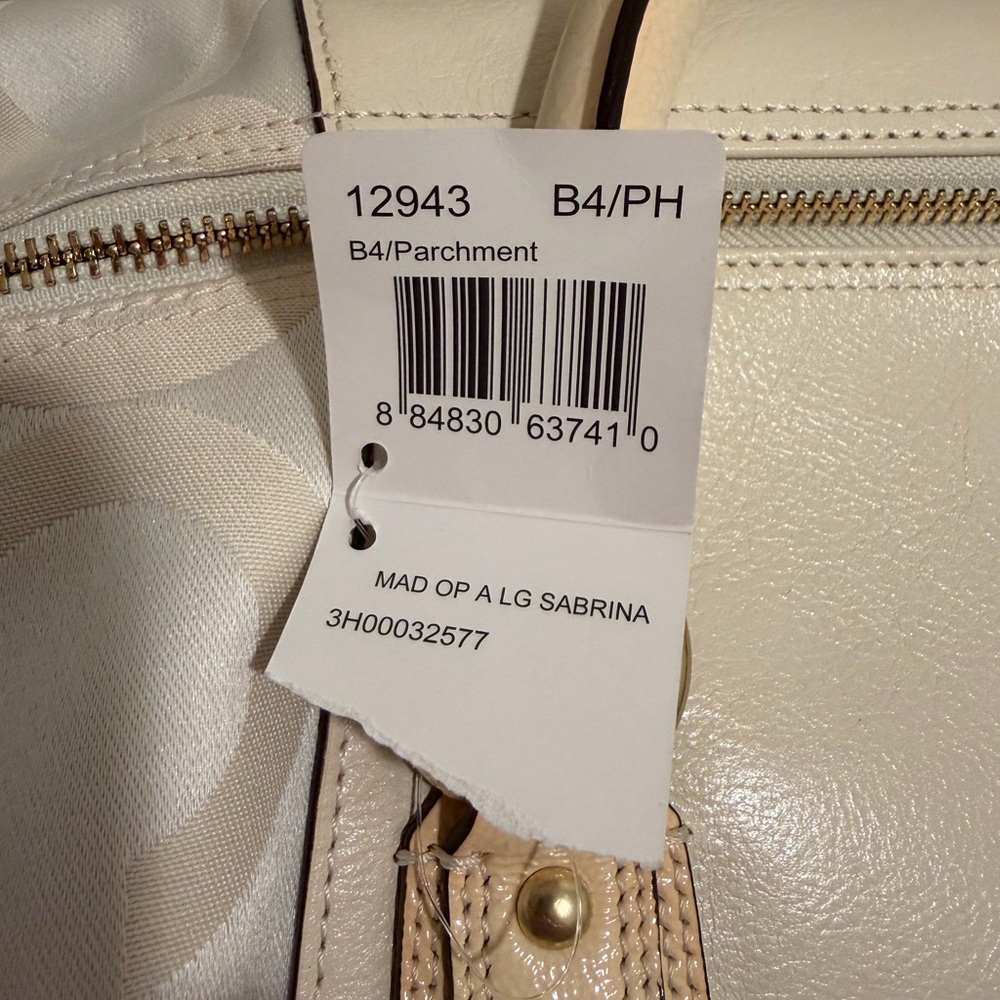 12943 B4/PH
B4/Parchment
8 84830 63741 0
MAD OP A LG SABRINA
3H00032577